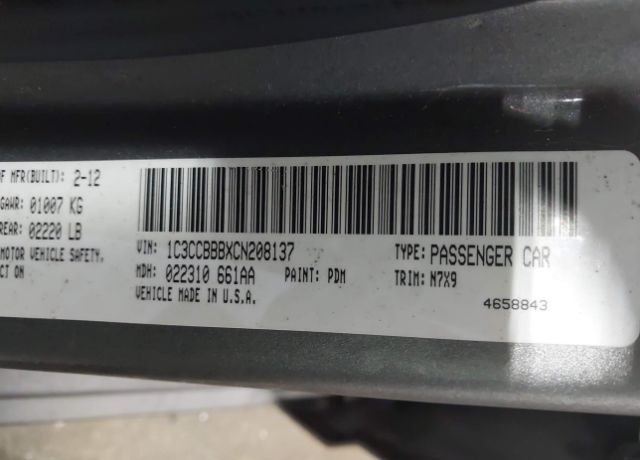 F MFR(BUILT): 2-12
GAWR: 01007 KG
REAR: 02220 LB
MOTOR VEHICLE SAFETY,
CT ON
VIN: 1C3CCBBBXCN208137
TYPE: PASSENGER CAR
MDH: 022310 661AA PAINT: PDM
TRIM: N7X9
VEHICLE MADE IN U.S.A.
4658843